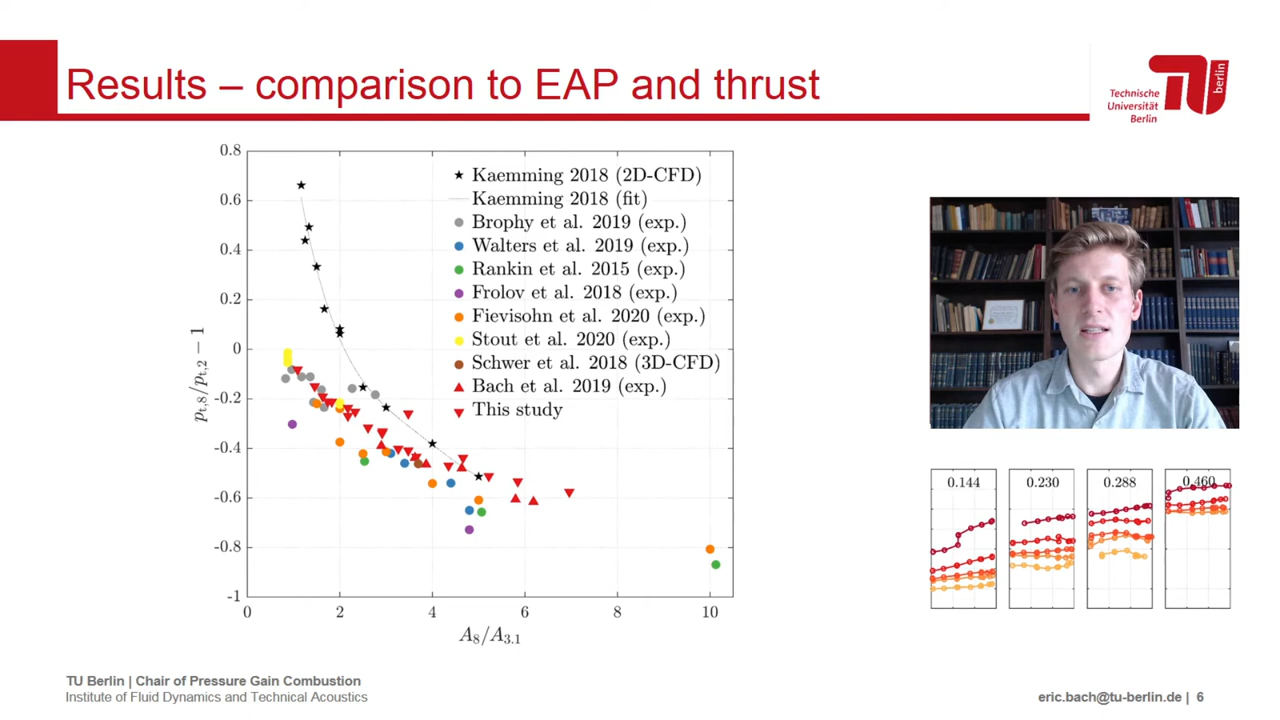 Results – comparison to EAP and thrust
Technische
Universität
Berlin
berlin
0.8
0.6
0.4
0.2
0
-0.2
-0.4
-0.6
-0.8
-1
p_{t,8}/p_{t,2} − 1
Kaemming 2018 (2D-CFD)
Kaemming 2018 (fit)
Brophy et al. 2019 (exp.)
Walters et al. 2019 (exp.)
Rankin et al. 2015 (exp.)
Frolov et al. 2018 (exp.)
Fievisohn et al. 2020 (exp.)
Stout et al. 2020 (exp.)
Schwer et al. 2018 (3D-CFD)
Bach et al. 2019 (exp.)
This study
0 2 4 6 8 10
A_8/A_{3.1}
0.144 0.230 0.288 0.460
TU Berlin | Chair of Pressure Gain Combustion
Institute of Fluid Dynamics and Technical Acoustics
eric.bach@tu-berlin.de | 6